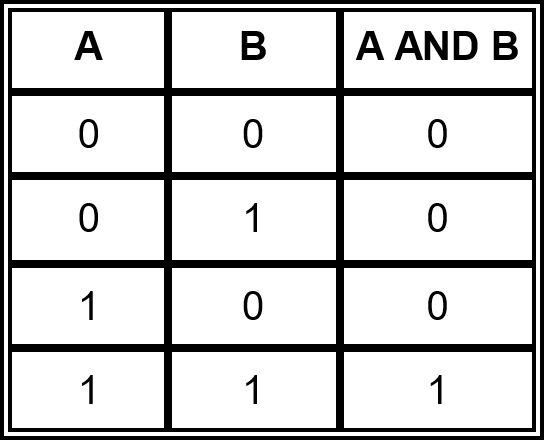 A B A AND B
0 0 0
0 1 0
1 0 0
1 1 1